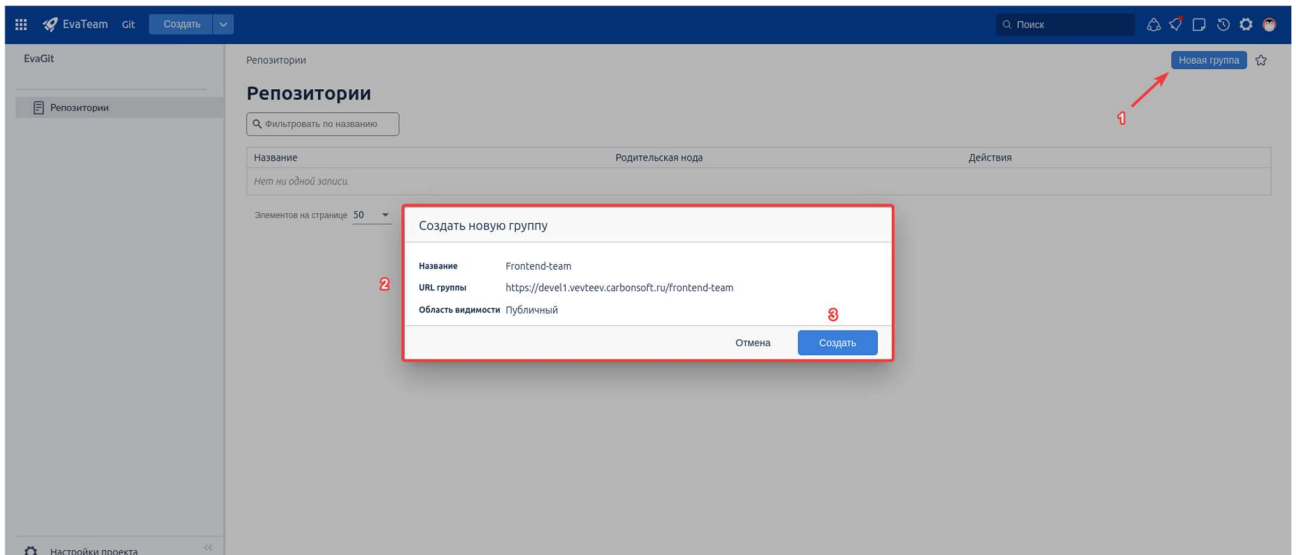 EvaTeam Git Создать Поиск
EvaGit
Репозитории Новая группа
Репозитории
Репозитории
1
Фильтровать по названию
Название Родительская нода Действия
Нет ни одной записи.
Элементов на странице 50
Создать новую группу
Название Frontend-team
2
URL группы https://devel1.vevteev.carbonsoft.ru/frontend-team
Область видимости Публичный
3
Отмена Создать
Настройки проекта